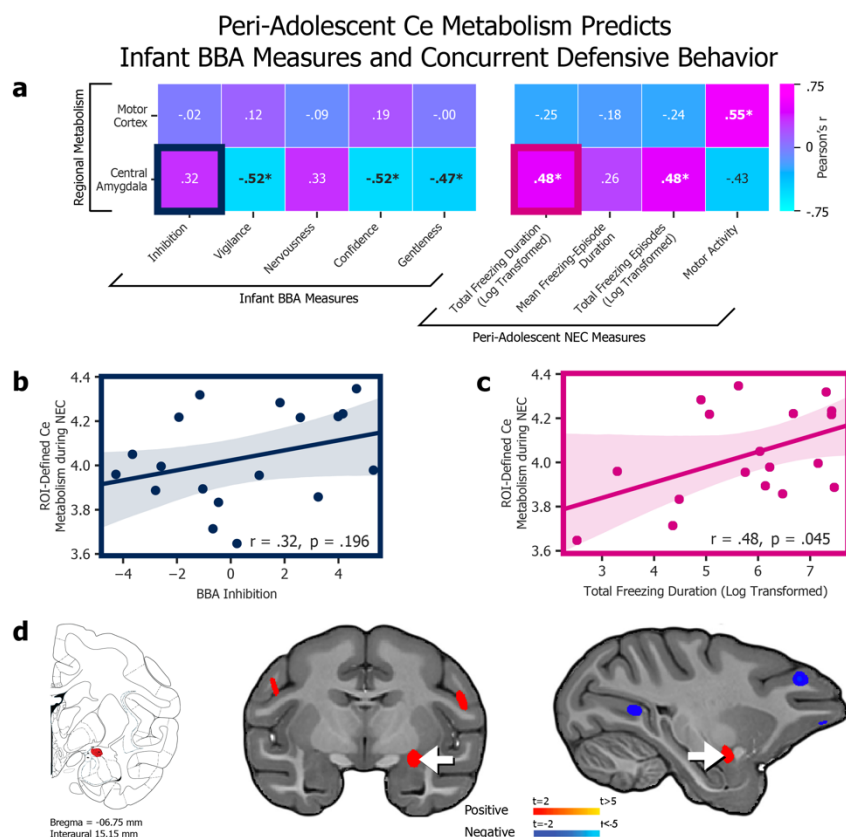 Peri-Adolescent Ce Metabolism Predicts
Infant BBA Measures and Concurrent Defensive Behavior
a
Regional Metabolism
Motor
Cortex
-.02 .12 -.09 .19 -.00
-.25 -.18 -.24 .55*
Central
Amygdala
.32 -.52* .33 -.52* -.47*
.48* .26 .48* -.43
.75
0
-.75
Pearson's r
Inhibition
Vigilance
Nervousness
Confidence
Gentleness
Infant BBA Measures
Total Freezing Duration
(Log Transformed)
Mean Freezing-Episode
Duration
Total Freezing Episodes
(Log Transformed)
Motor Activity
Peri-Adolescent NEC Measures
b
ROI-Defined Ce
Metabolism during NEC
4.4
4.2
4.0
3.8
3.6
r = .32, p = .196
−4 −2 0 2 4
BBA Inhibition
c
ROI-Defined Ce
Metabolism during NEC
4.4
4.2
4.0
3.8
3.6
r = .48, p = .045
3 4 5 6 7
Total Freezing Duration (Log Transformed)
d
Bregma = -06.75 mm
Interaural 15.15 mm
Positive
t=2 t>5
Negative
t=-2 t<-5